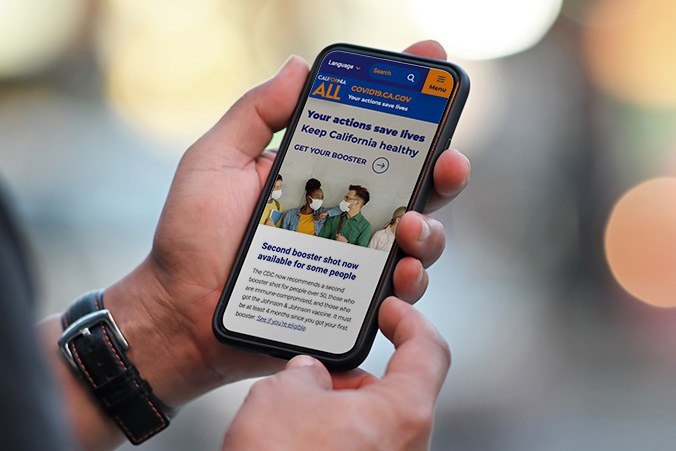 Language
Search
Menu
CALIFORNIA
ALL
COVID19.CA.GOV
Your actions save lives
Your actions save lives
Keep California healthy
GET YOUR BOOSTER
Second booster shot now
available for some people
The CDC now recommends a second
booster shot for people over 50, those who
are immune-compromised, and those who
got the Johnson & Johnson vaccine. It must
be at least 4 months since you got your first
booster. See if you're eligible.